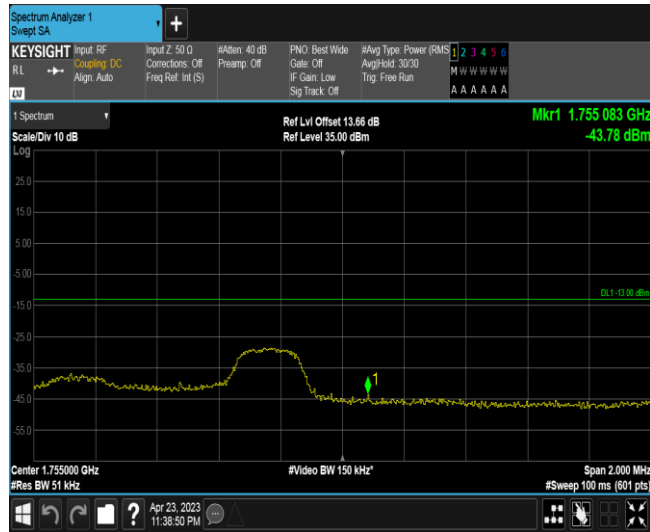 Spectrum Analyzer 1
Swept SA
+
KEYSIGHT
RL
LXI
Input: RF
Coupling: DC
Align: Auto
Input Z: 50 Ω
Corrections: Off
Freq Ref: Int (S)
#Atten: 40 dB
Preamp: Off
PNO: Best Wide
Gate: Off
IF Gain: Low
Sig Track: Off
#Avg Type: Power (RMS
Avg|Hold: 30/30
Trig: Free Run
1 2 3 4 5 6
M W W W W W
A A A A A A
1 Spectrum
Scale/Div 10 dB
Ref Lvl Offset 13.66 dB
Ref Level 35.00 dBm
Mkr1 1.755 083 GHz
-43.78 dBm
Log
25.0
15.0
5.00
-5.00
DL1 -13.00 dBm
-15.0
-25.0
-35.0
1
-45.0
-55.0
Center 1.755000 GHz
#Res BW 51 kHz
#Video BW 150 kHz*
Span 2.000 MHz
#Sweep 100 ms (601 pts)
?
Apr 23, 2023
11:38:50 PM